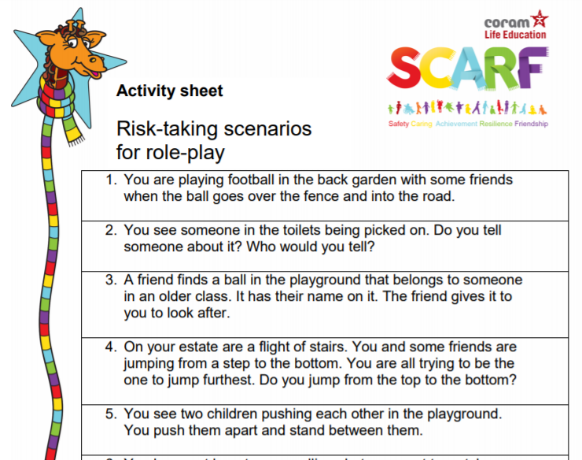 coram
Life Education
SCARF
Safety Caring Achievement Resilience Friendship
Activity sheet
Risk-taking scenarios
for role-play
1. You are playing football in the back garden with some friends
when the ball goes over the fence and into the road.
2. You see someone in the toilets being picked on. Do you tell
someone about it? Who would you tell?
3. A friend finds a ball in the playground that belongs to someone
in an older class. It has their name on it. The friend gives it to
you to look after.
4. On your estate are a flight of stairs. You and some friends are
jumping from a step to the bottom. You are all trying to be the
one to jump furthest. Do you jump from the top to the bottom?
5. You see two children pushing each other in the playground.
You push them apart and stand between them.